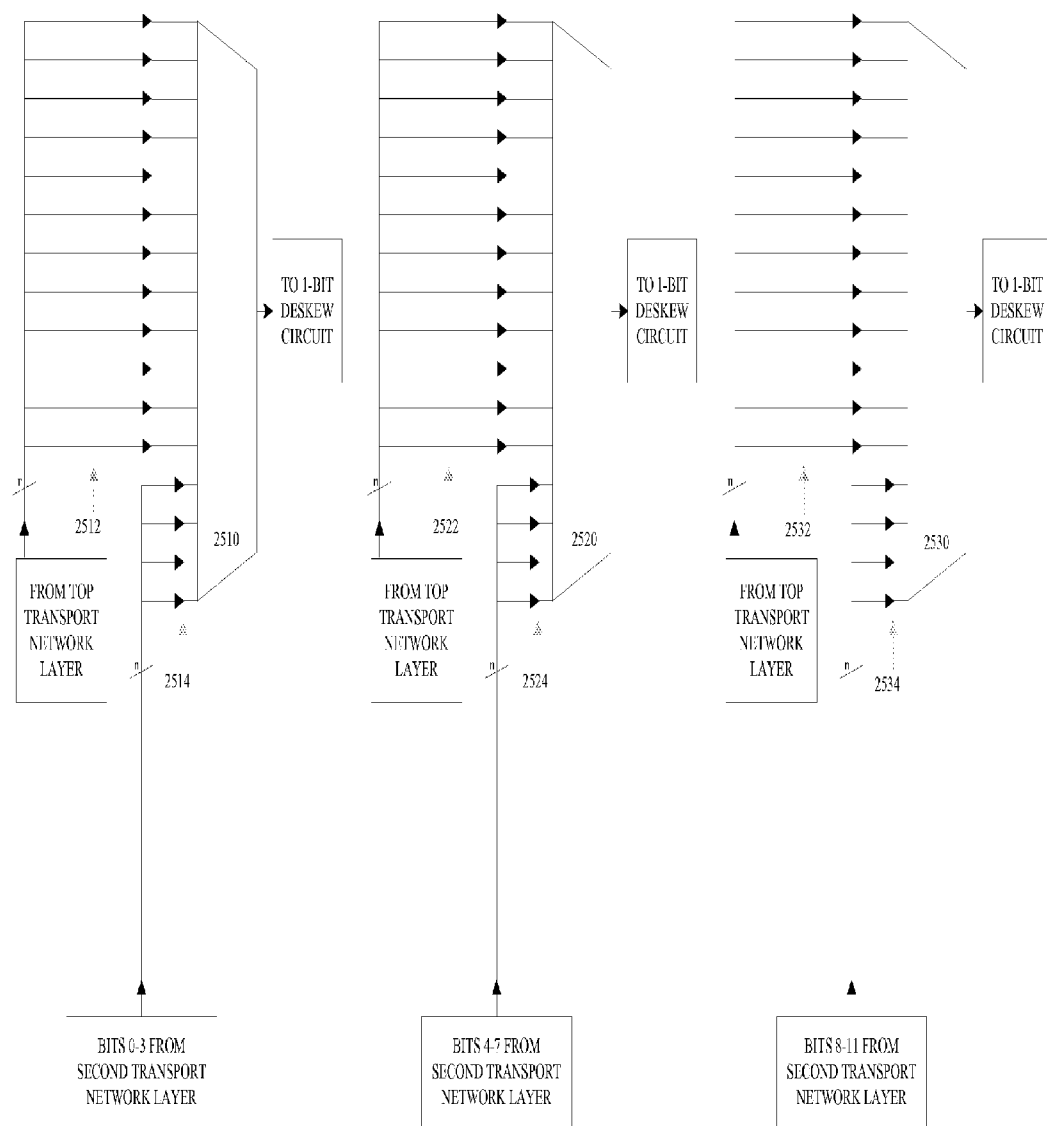 TO 1-BIT
DESKEW
CIRCUIT
TO 1-BIT
DESKEW
CIRCUIT
TO 1-BIT
DESKEW
CIRCUIT
n
2512
2510
n
2522
2520
n
2532
2530
FROM TOP
TRANSPORT
NETWORK
LAYER
FROM TOP
TRANSPORT
NETWORK
LAYER
FROM TOP
TRANSPORT
NETWORK
LAYER
n
2514
n
2524
n
2534
BITS 0-3 FROM
SECOND TRANSPORT
NETWORK LAYER
BITS 4-7 FROM
SECOND TRANSPORT
NETWORK LAYER
BITS 8-11 FROM
SECOND TRANSPORT
NETWORK LAYER